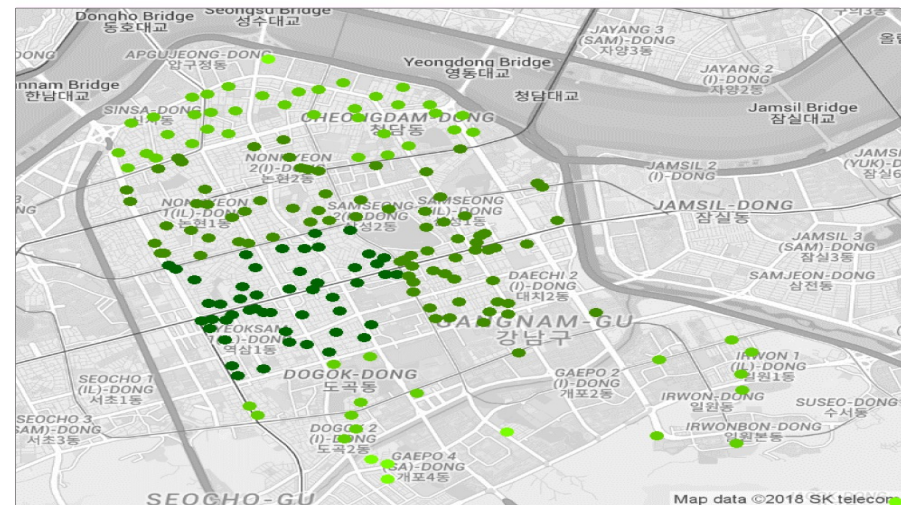 Dongho Bridge
동호대교
Seongsu Bridge
성수대교
JAYANG 3
(SAM)-DONG
자양3동
APGUJEONG-DONG
압구정동
Yeongdong Bridge
영동대교
JAYANG 2
(I)-DONG
자양2동
nnam Bridge
한남대교
청담대교
Jamsil Bridge
잠실대교
SINSA-DONG
CHEONGDAM-DONG
청담동
NONHYEON
2(I)-DONG
논현2동
JAMSIL 2
(I)-DONG
NONHYEON
1(IL)-DONG
논현1동
SAMSEONG
2(I)-DONG
삼성2동
SAMSEONG
JAMSIL-DONG
잠실동
JAMSIL 3
(SAM)-DONG
잠실3동
SAMJEON-DONG
삼전동
DAECHI 2
(I)-DONG
대치2동
GANGNAM-GU
강남구
YEOKSAM
역삼1동
SEOCHO 1
(IL)-DONG
서초1동
DOGOK-DONG
도곡동
GAEPO 2
(I)-DONG
개포2동
IRWON 1
(IL)-DONG
일원1동
IRWON-DONG
일원동
SUSEO-DONG
수서동
SEOCHO 3
(SAM)-DONG
서초3동
DOGOK 2
(I)-DONG
도곡2동
IRWONBON-DONG
일원본동
GAEPO 4
(SA)-DONG
개포4동
SEOCHO-GU
Map data ©2018 SK telecom